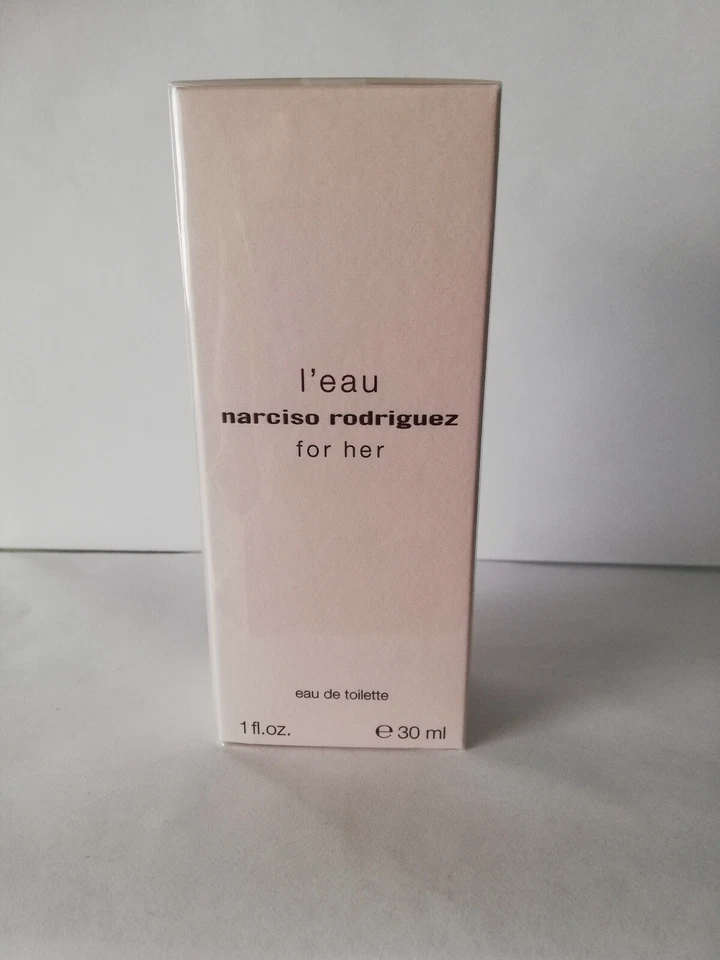 l'eau
narciso rodriguez
for her
eau de toilette
1 fl.oz. ℮ 30 ml